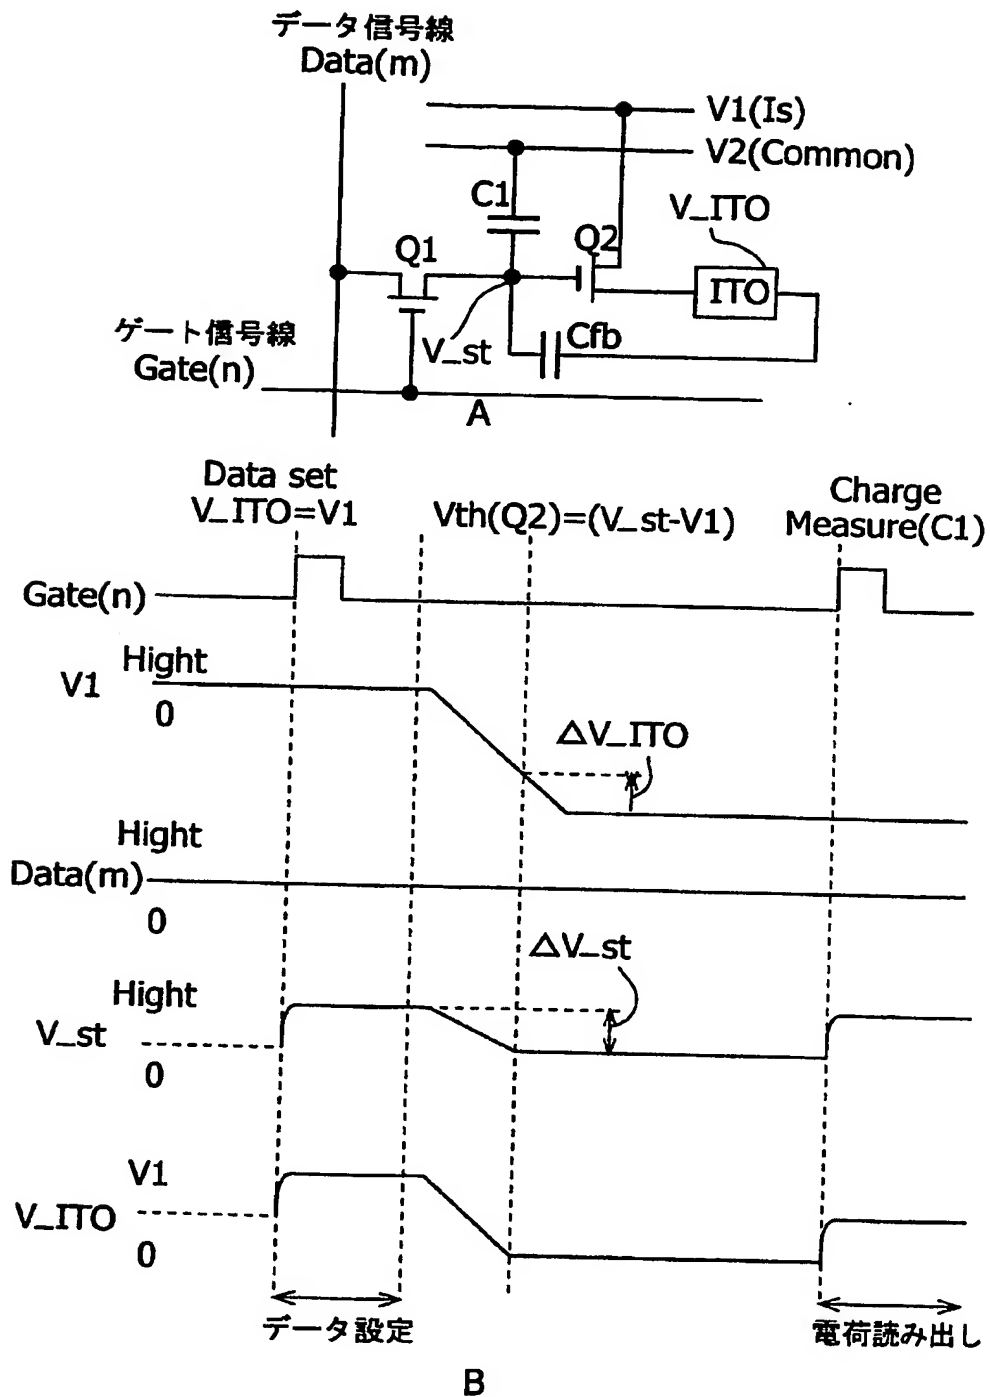 データ信号線
Data(m)
V1(Is)
V2(Common)
C1
V_ITO
Q1
Q2
ITO
ゲート信号線
Gate(n)
V_st
Cfb
A
Data set
V_ITO=V1
Vth(Q2)=(V_st-V1)
Charge
Measure(C1)
Gate(n)
Hight
V1
0
△V_ITO
Hight
Data(m)
0
△V_st
Hight
V_st
0
V1
V_ITO
0
データ設定
電荷読み出し
B